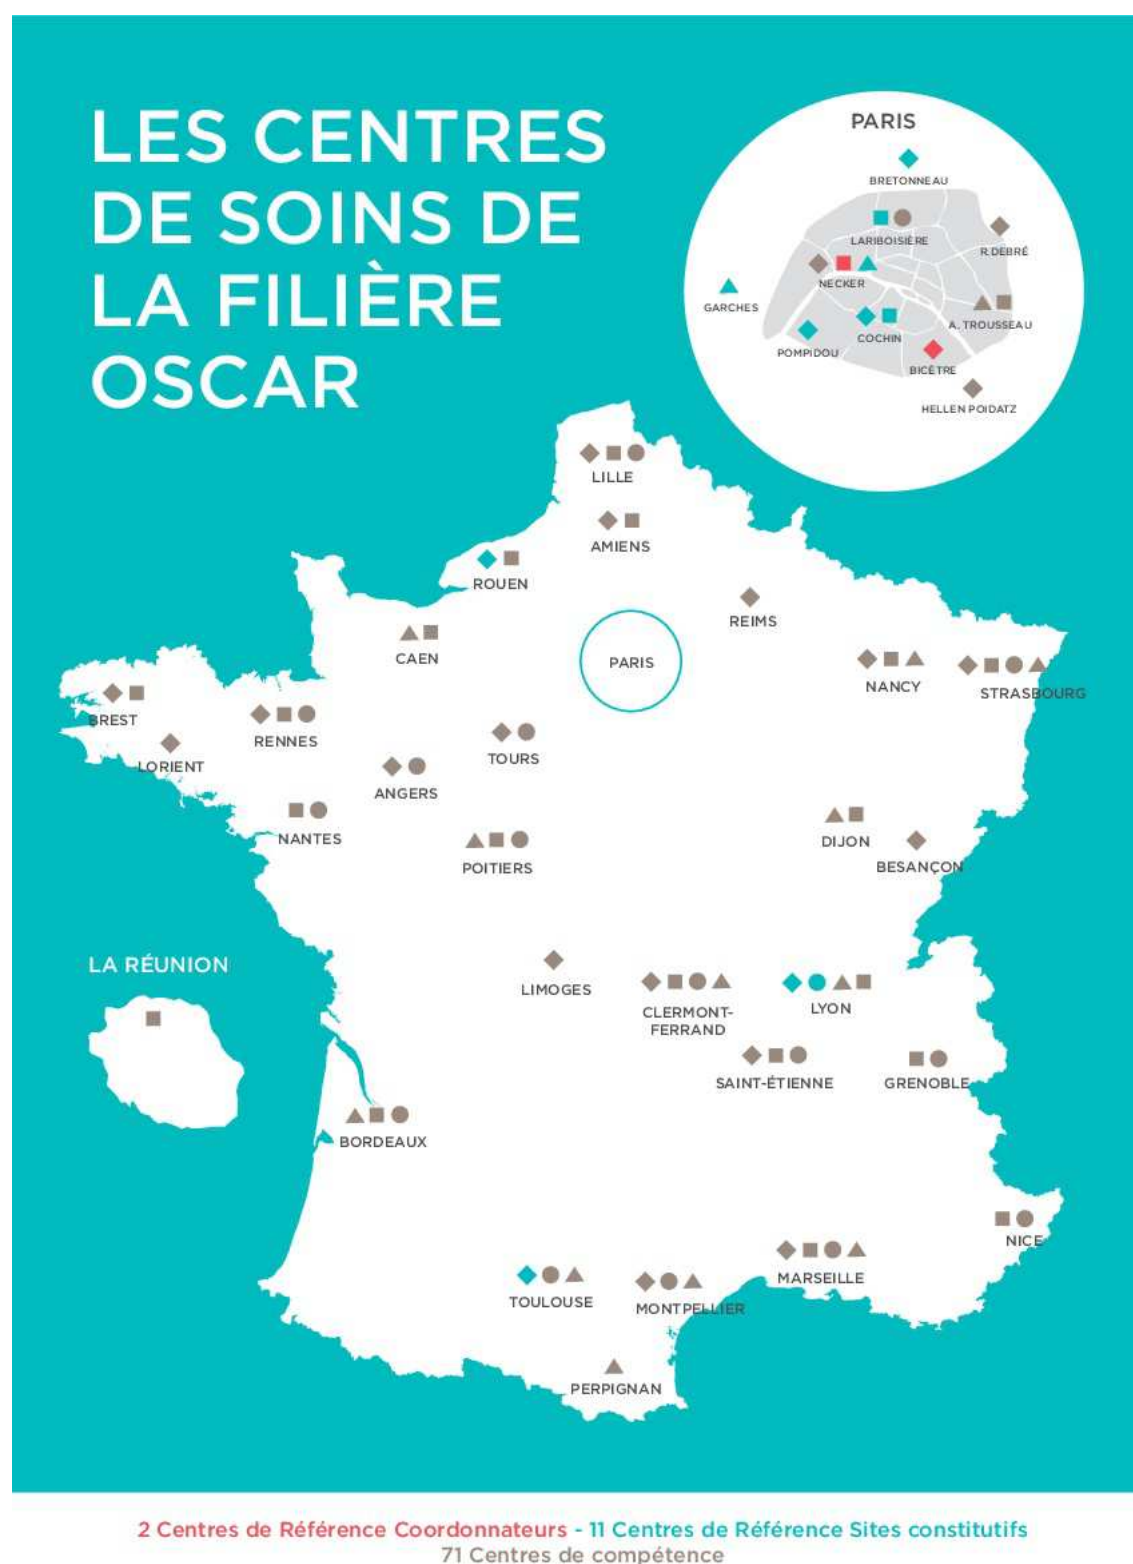 LES CENTRES
DE SOINS DE
LA FILIÈRE
OSCAR
PARIS
BRETONNEAU
LARIBOISIÈRE
R.DEBRÉ
NECKER
GARCHES
A. TROUSSEAU
COCHIN
POMPIDOU
BICÊTRE
HELLEN POIDATZ
LILLE
AMIENS
ROUEN
REIMS
CAEN
PARIS
NANCY
STRASBOURG
BREST
RENNES
LORIENT
TOURS
ANGERS
NANTES
DIJON
POITIERS
BESANÇON
LA RÉUNION
LIMOGES
CLERMONT-
FERRAND
LYON
SAINT-ÉTIENNE
GRENOBLE
BORDEAUX
NICE
MARSEILLE
TOULOUSE
MONTPELLIER
PERPIGNAN
2 Centres de Référence Coordonnateurs - 11 Centres de Référence Sites constitutifs
71 Centres de compétence